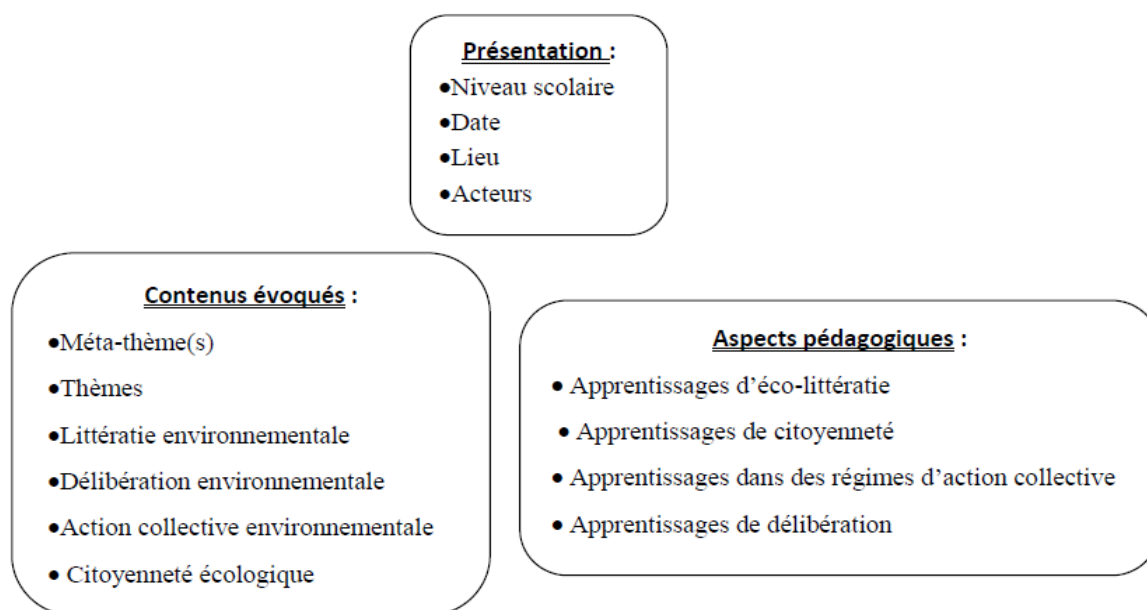 Présentation :
•Niveau scolaire
•Date
•Lieu
•Acteurs
Contenus évoqués :
•Méta-thème(s)
•Thèmes
•Littératie environnementale
•Délibération environnementale
•Action collective environnementale
• Citoyenneté écologique
Aspects pédagogiques :
• Apprentissages d’éco-littératie
• Apprentissages de citoyenneté
• Apprentissages dans des régimes d’action collective
• Apprentissages de délibération